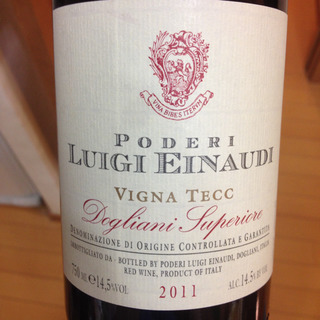 VINA BIBES ITERUM
PODERI
LUIGI EINAUDI
VIGNA TECC
Dogliani Superiore
DENOMINAZIONE DI ORIGINE CONTROLLATA E GARANTITA
IMBOTTIGLIATO DA - BOTTLED BY PODERI LUIGI EINAUDI, DOGLIANI, ITALIA
RED WINE, PRODUCT OF ITALY
750 ml e 14,5% VOL
2011
ALC. 14.5% VOL